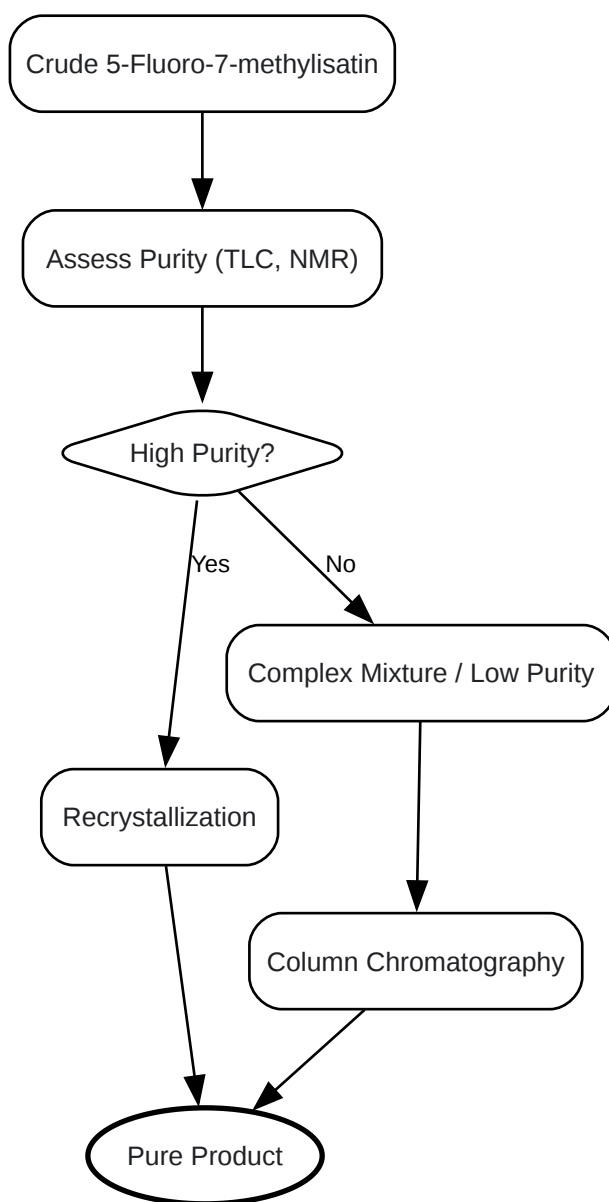 Crude 5-Fluoro-7-methylisatin
Assess Purity (TLC, NMR)
High Purity?
Yes
No
Complex Mixture / Low Purity
Recrystallization
Column Chromatography
Pure Product